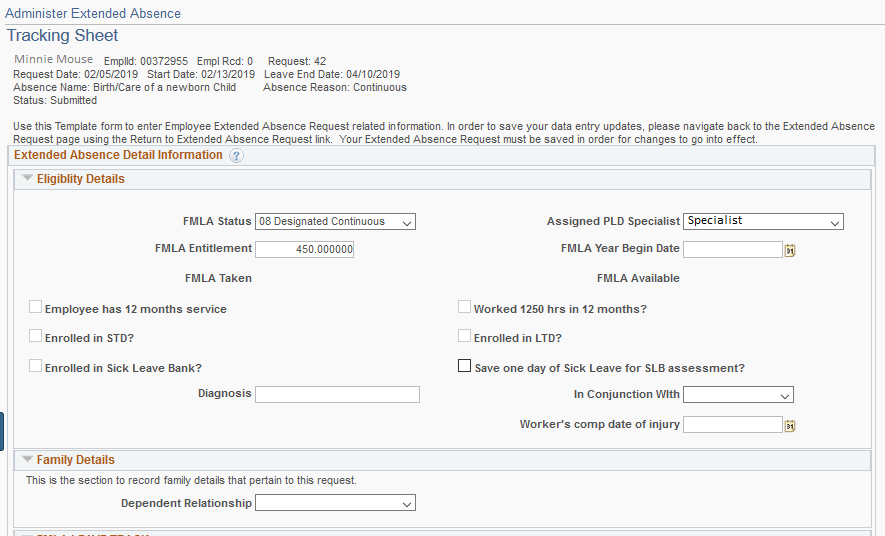 Administer Extended Absence
Tracking Sheet
Minnie Mouse EmplId: 00372955 Empl Rcd: 0 Request: 42
Request Date: 02/05/2019 Start Date: 02/13/2019 Leave End Date: 04/10/2019
Absence Name: Birth/Care of a newborn Child Absence Reason: Continuous
Status: Submitted
Use this Template form to enter Employee Extended Absence Request related information. In order to save your data entry updates, please navigate back to the Extended Absence
Request page using the Return to Extended Absence Request link. Your Extended Absence Request must be saved in order for changes to go into effect.
Extended Absence Detail Information ?
Eligiblity Details
FMLA Status 08 Designated Continuous Assigned PLD Specialist Specialist
FMLA Entitlement 450.000000 FMLA Year Begin Date 31
FMLA Taken FMLA Available
Employee has 12 months service Worked 1250 hrs in 12 months?
Enrolled in STD? Enrolled in LTD?
Enrolled in Sick Leave Bank? Save one day of Sick Leave for SLB assessment?
Diagnosis In Conjunction WIth
Worker's comp date of injury 31
Family Details
This is the section to record family details that pertain to this request.
Dependent Relationship